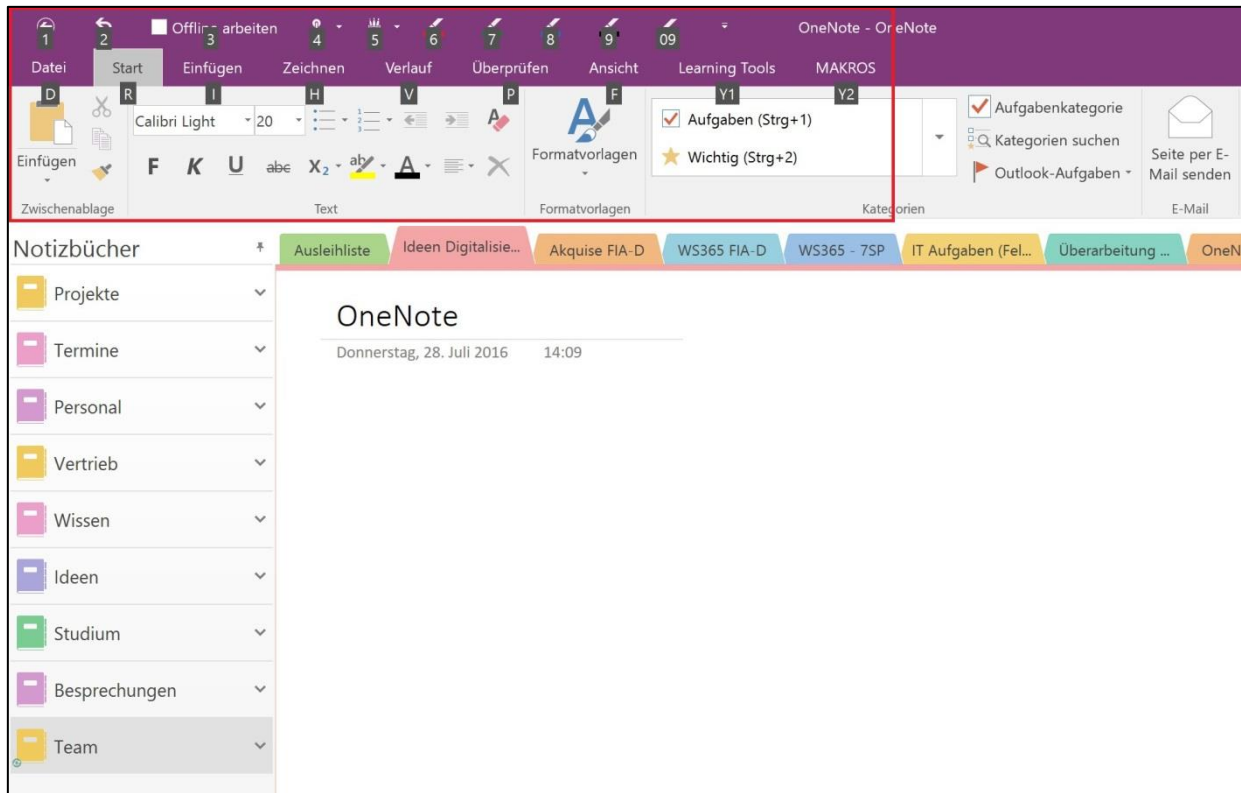 Offline arbeiten
OneNote - OneNote
1 2 3 4 5 6 7 8 9 09
Datei Start Einfügen Zeichnen Verlauf Überprüfen Ansicht Learning Tools MAKROS
D R I H V P F Y1 Y2
Calibri Light 20
Einfügen
F K U abc X2 ab A
Formatvorlagen
Aufgaben (Strg+1)
Wichtig (Strg+2)
Aufgabenkategorie
Kategorien suchen
Outlook-Aufgaben
Seite per E-
Mail senden
Zwischenablage Text Formatvorlagen Kategorien E-Mail
Notizbücher
Ausleihliste Ideen Digitalisie... Akquise FIA-D WS365 FIA-D WS365 - 7SP IT Aufgaben (Fel... Überarbeitung ... OneN
Projekte
Termine
Personal
Vertrieb
Wissen
Ideen
Studium
Besprechungen
Team
OneNote
Donnerstag, 28. Juli 2016 14:09